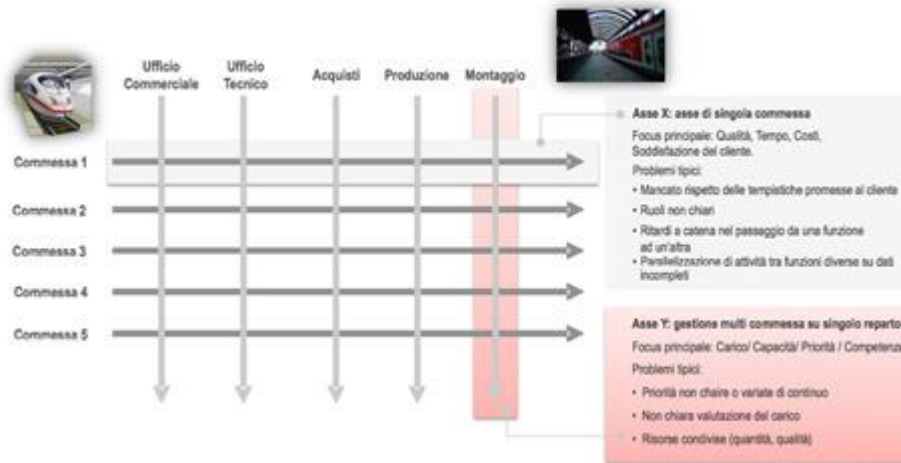 Ufficio
Commerciale
Ufficio
Tecnico
Acquisti
Produzione
Montaggio
Commessa 1
Commessa 2
Commessa 3
Commessa 4
Commessa 5
Asse X: asse di singola commessa
Focus principale: Qualità, Tempo, Costi,
Soddisfazione del cliente.
Problemi tipici:
• Mancato rispetto delle tempistiche promesse al cliente
• Ruoli non chiari
• Ritardi a catena nel passaggio da una funzione
ad un'altra
• Parallelizzazione di attività tra funzioni diverse su dati
incompleti
Asse Y: gestione multi commessa su singolo reparto
Focus principale: Carico/ Capacità/ Priorità / Competenze
Problemi tipici:
• Priorità non chaire o variate di continuo
• Non chiara valutazione del carico
• Risorse condivise (quantità, qualità)